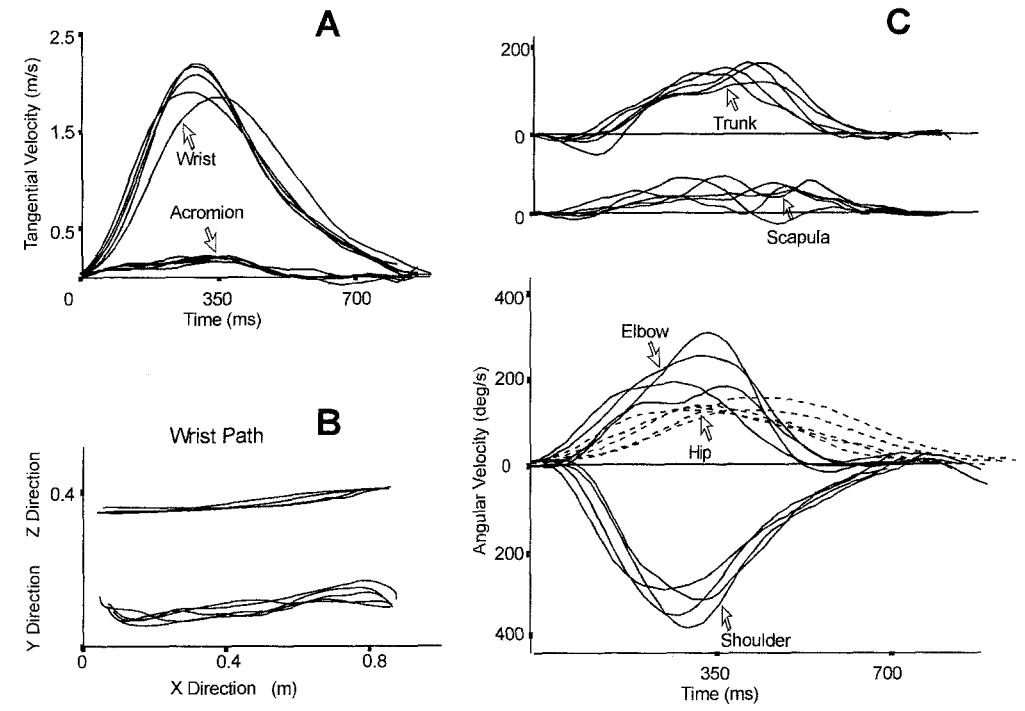 A
2.5
1.5
0.5
Tangential Velocity (m/s)
Wrist
Acromion
0
350
700
Time (ms)
B
Wrist Path
Z Direction
0.4
Y Direction
0
0.4
0.8
X Direction (m)
C
200
0
Trunk
0
Scapula
400
200
0
200
400
Angular Velocity (deg/s)
Elbow
Hip
Shoulder
350
700
Time (ms)